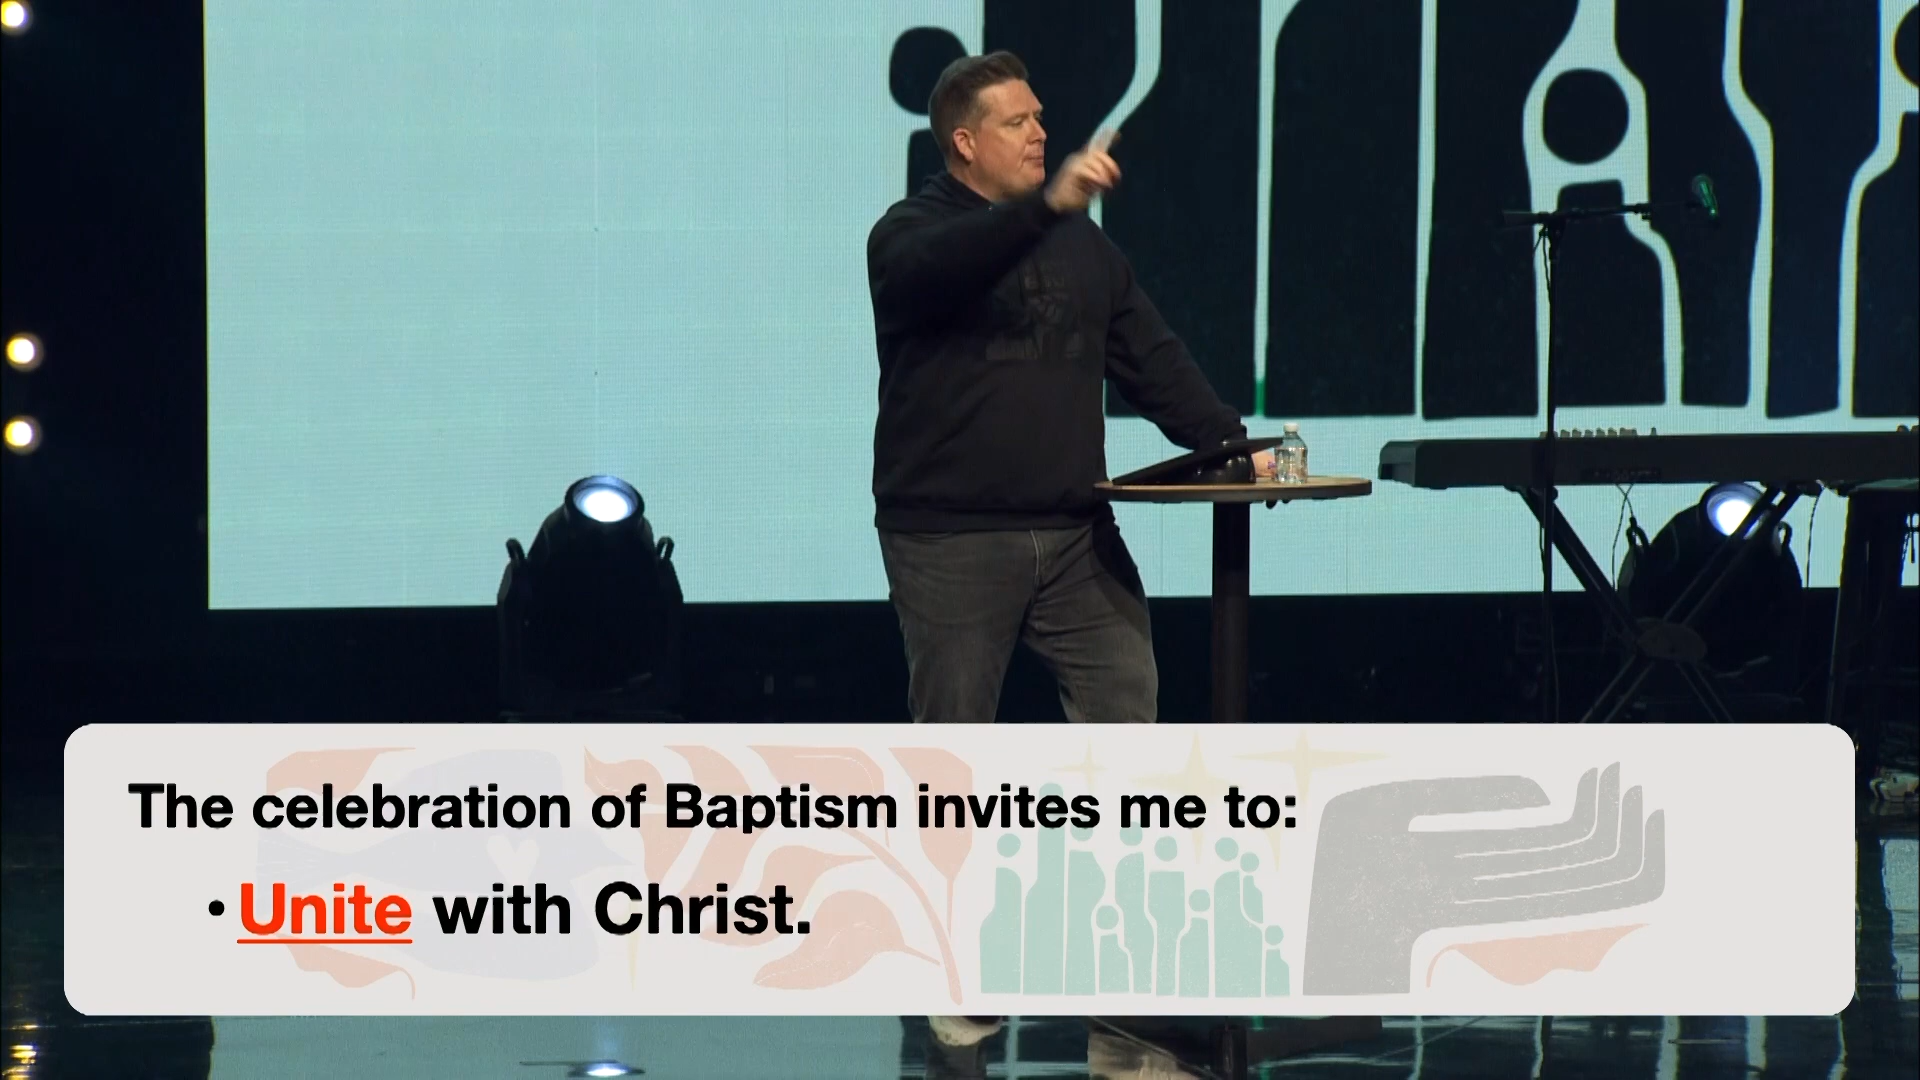 The celebration of Baptism invites me to:
• Unite with Christ.